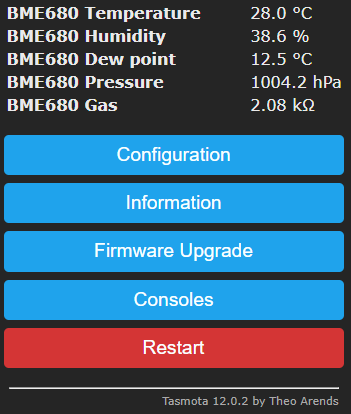 BME680 Temperature 28.0 °C
BME680 Humidity 38.6 %
BME680 Dew point 12.5 °C
BME680 Pressure 1004.2 hPa
BME680 Gas 2.08 kΩ
Configuration
Information
Firmware Upgrade
Consoles
Restart
Tasmota 12.0.2 by Theo Arends